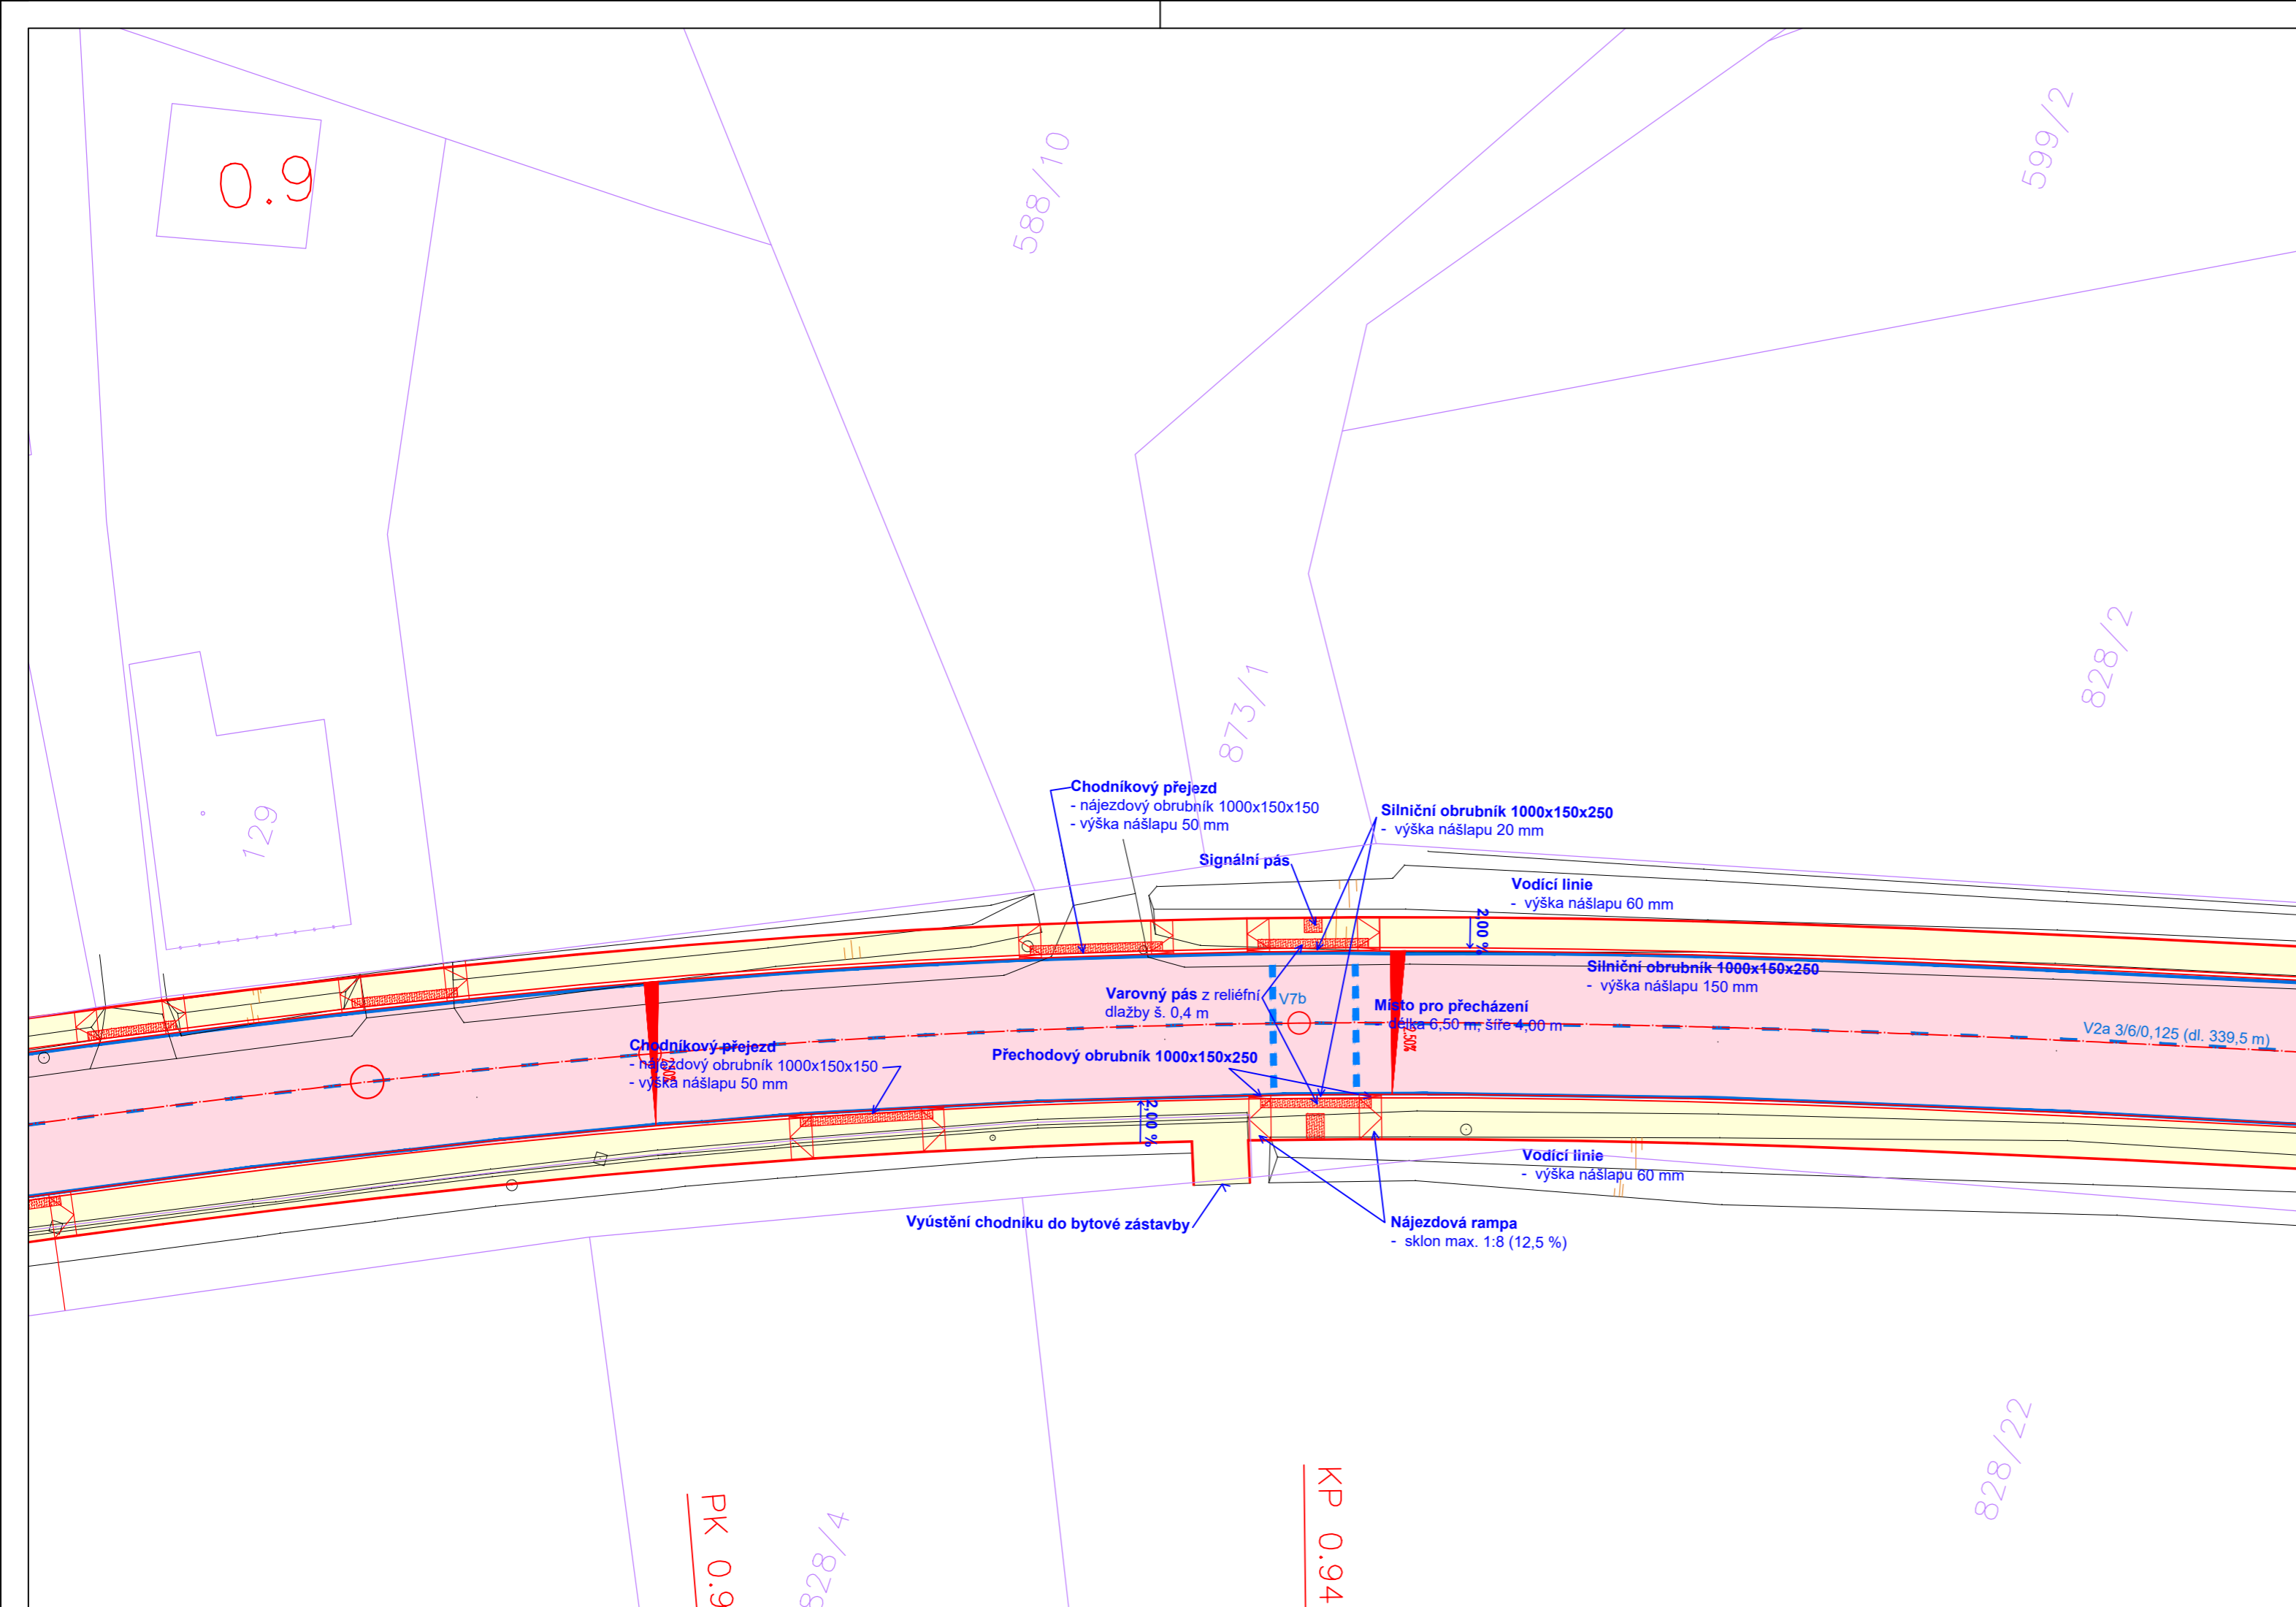 0.9
588/10
599/2
828/2
873/1
129
Chodníkový přejezd
- nájezdový obrubník 1000x150x150
- výška nášlapu 50 mm
Silniční obrubník 1000x150x250
- výška nášlapu 20 mm
Signální pás
Vodící linie
- výška nášlapu 60 mm
2,00 %
Silniční obrubník 1000x150x250
- výška nášlapu 150 mm
Varovný pás z reliéfní
dlažby š. 0,4 m
V7b
Místo pro přecházení
- délka 6,50 m, šíře 4,00 m
V2a 3/6/0,125 (dl. 339,5 m)
Chodníkový přejezd
- nájezdový obrubník 1000x150x150
- výška nášlapu 50 mm
Přechodový obrubník 1000x150x250
2,00 %
Vodící linie
- výška nášlapu 60 mm
Vyústění chodníku do bytové zástavby
Nájezdová rampa
- sklon max. 1:8 (12,5 %)
828/22
828/4
PK 0.9
KP 0.94